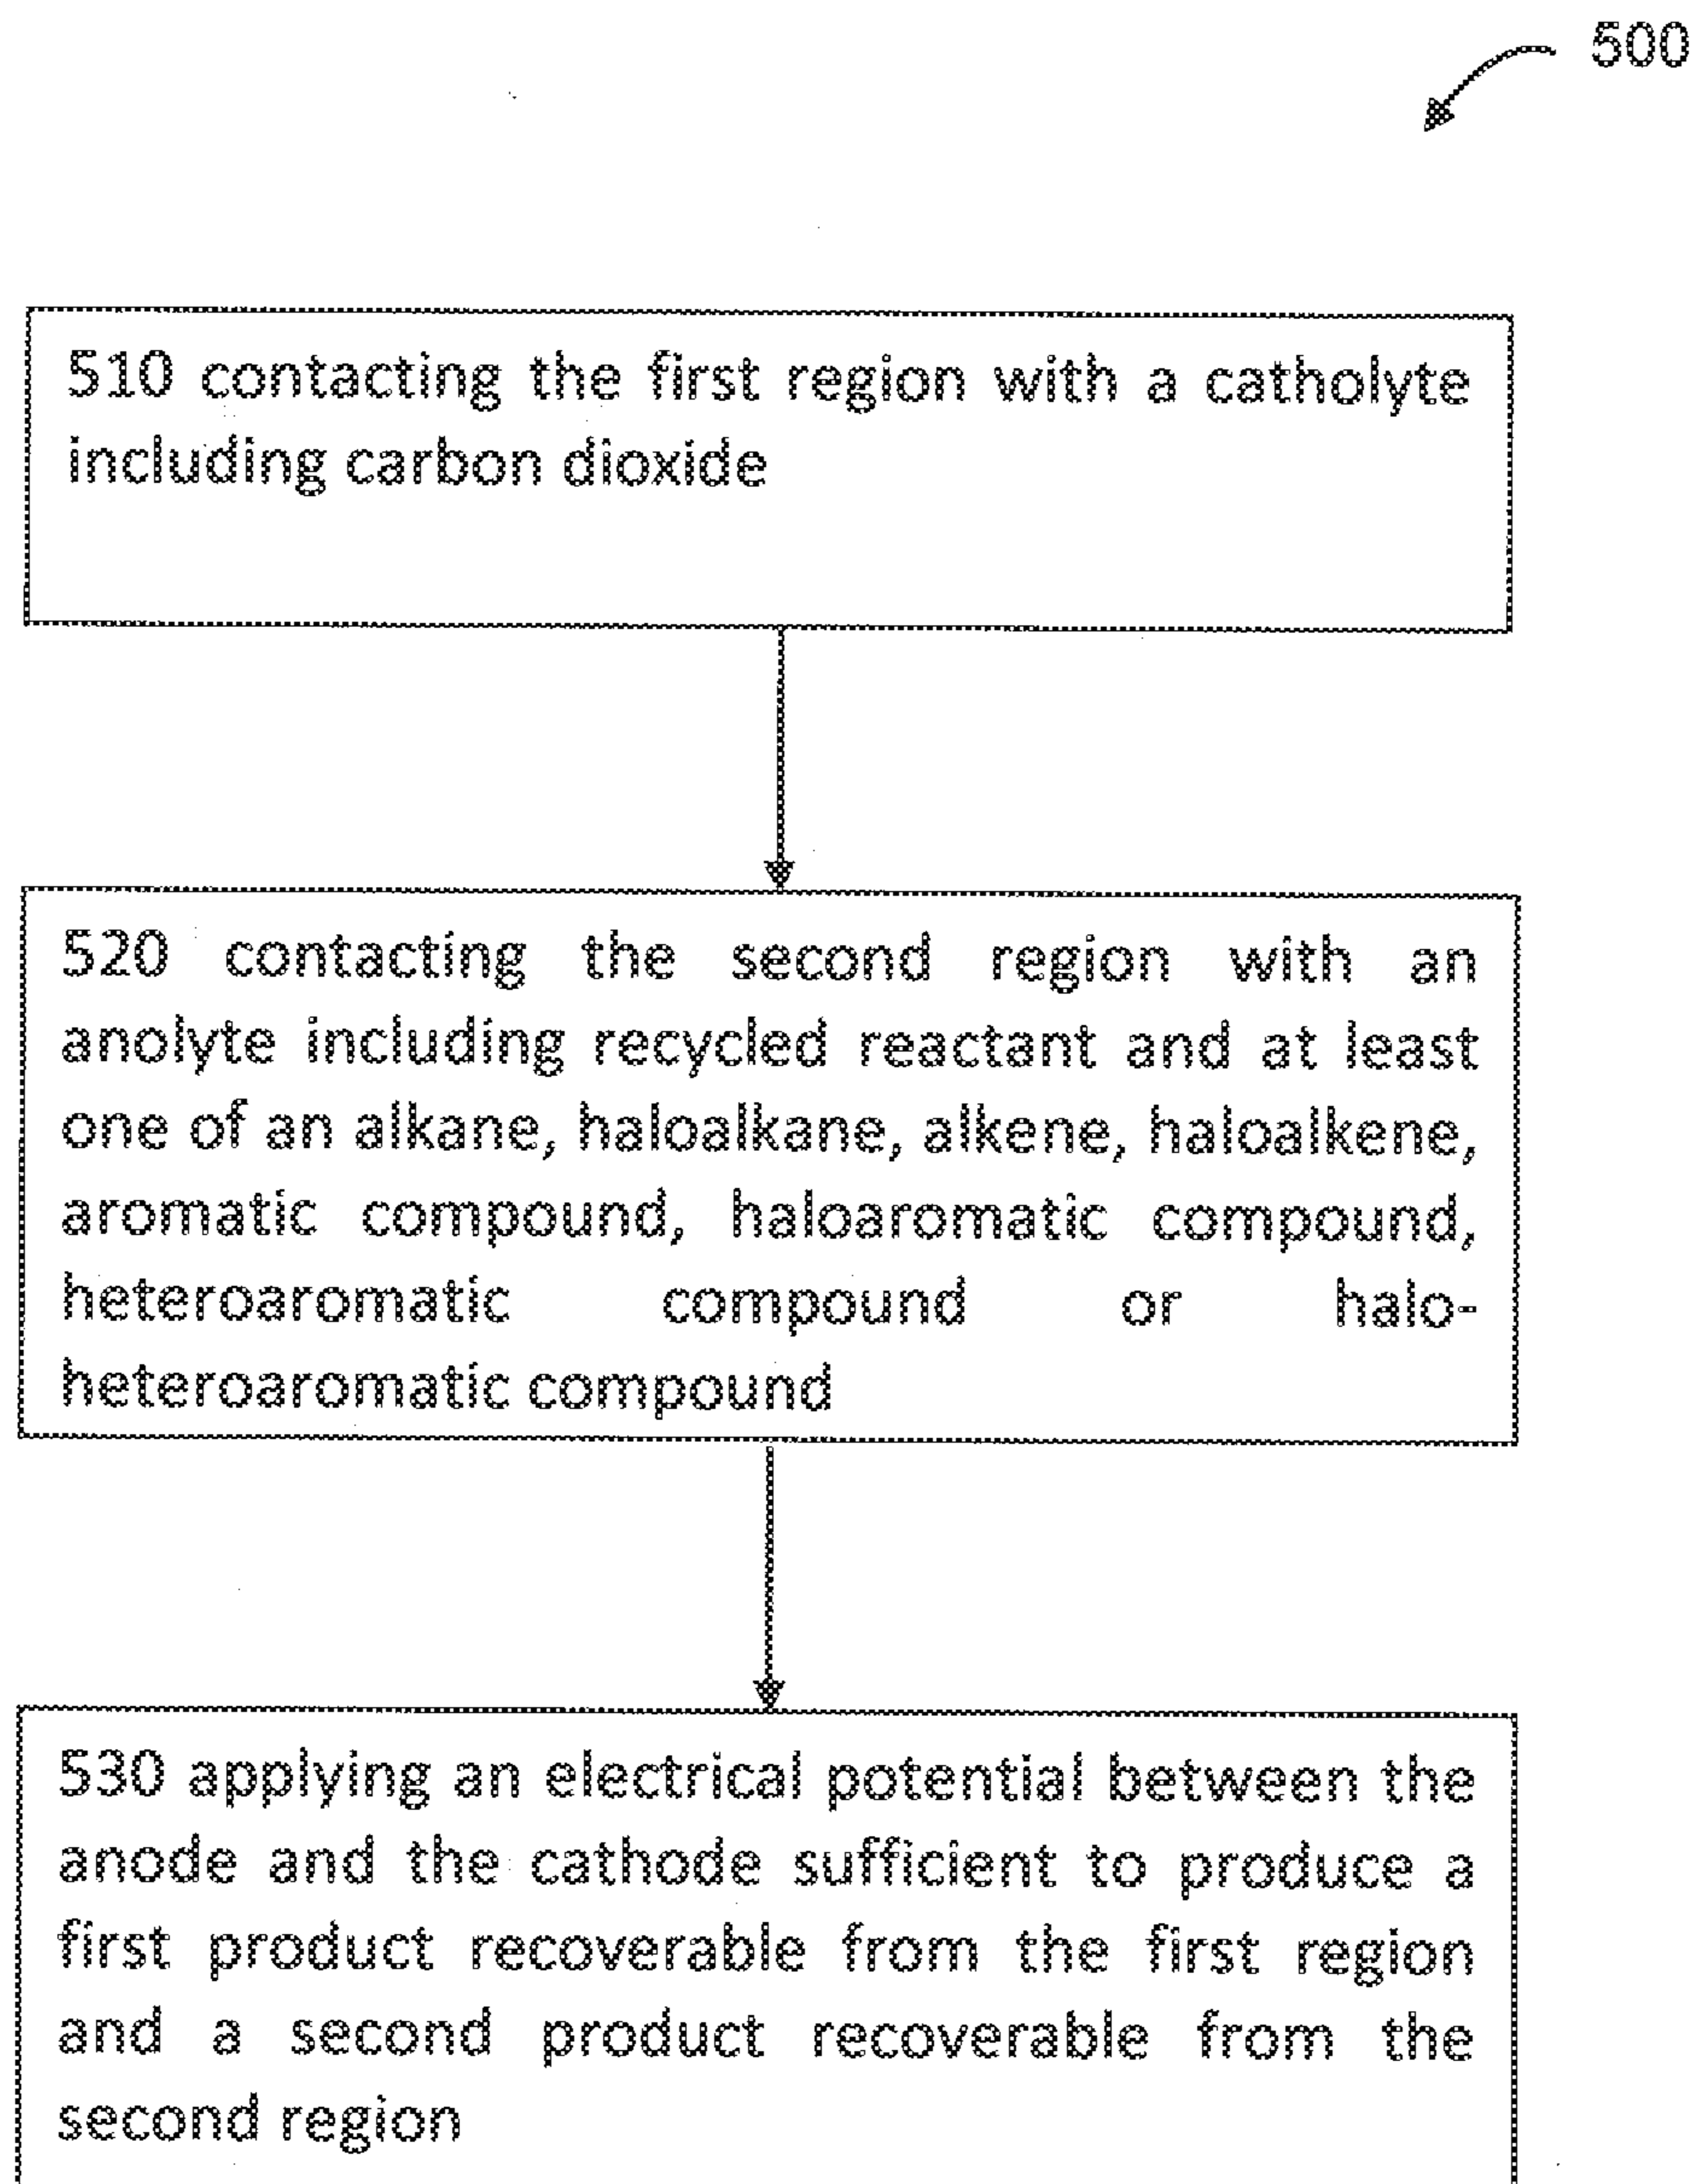 500
510 contacting the first region with a catholyte
including carbon dioxide
520 contacting the second region with an
anolyte including recycled reactant and at least
one of an alkane, haloalkane, alkene, haloalkene,
aromatic compound, haloaromatic compound,
heteroaromatic compound or halo-
heteroaromatic compound
530 applying an electrical potential between the
anode and the cathode sufficient to produce a
first product recoverable from the first region
and a second product recoverable from the
second region